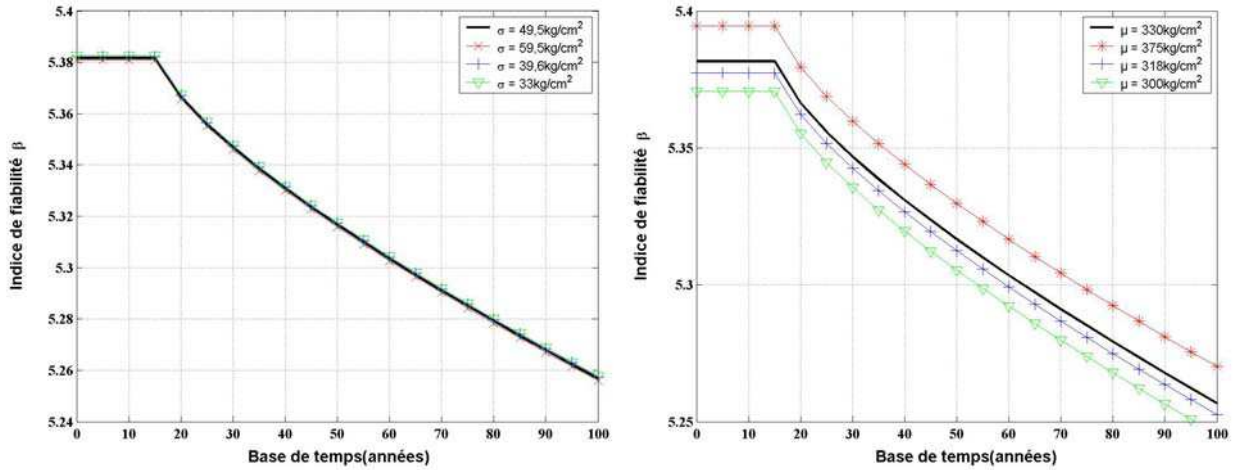 σ = 49,5kg/cm²
σ = 59,5kg/cm²
σ = 39,6kg/cm²
σ = 33kg/cm²
5.4
5.38
5.36
5.34
5.32
5.3
5.28
5.26
5.24
Indice de fiabilité β
0 10 20 30 40 50 60 70 80 90 100
Base de temps(années)
μ = 330kg/cm²
μ = 375kg/cm²
μ = 318kg/cm²
μ = 300kg/cm²
5.4
5.35
5.3
5.25
Indice de fiabilité β
0 10 20 30 40 50 60 70 80 90 100
Base de temps(années)